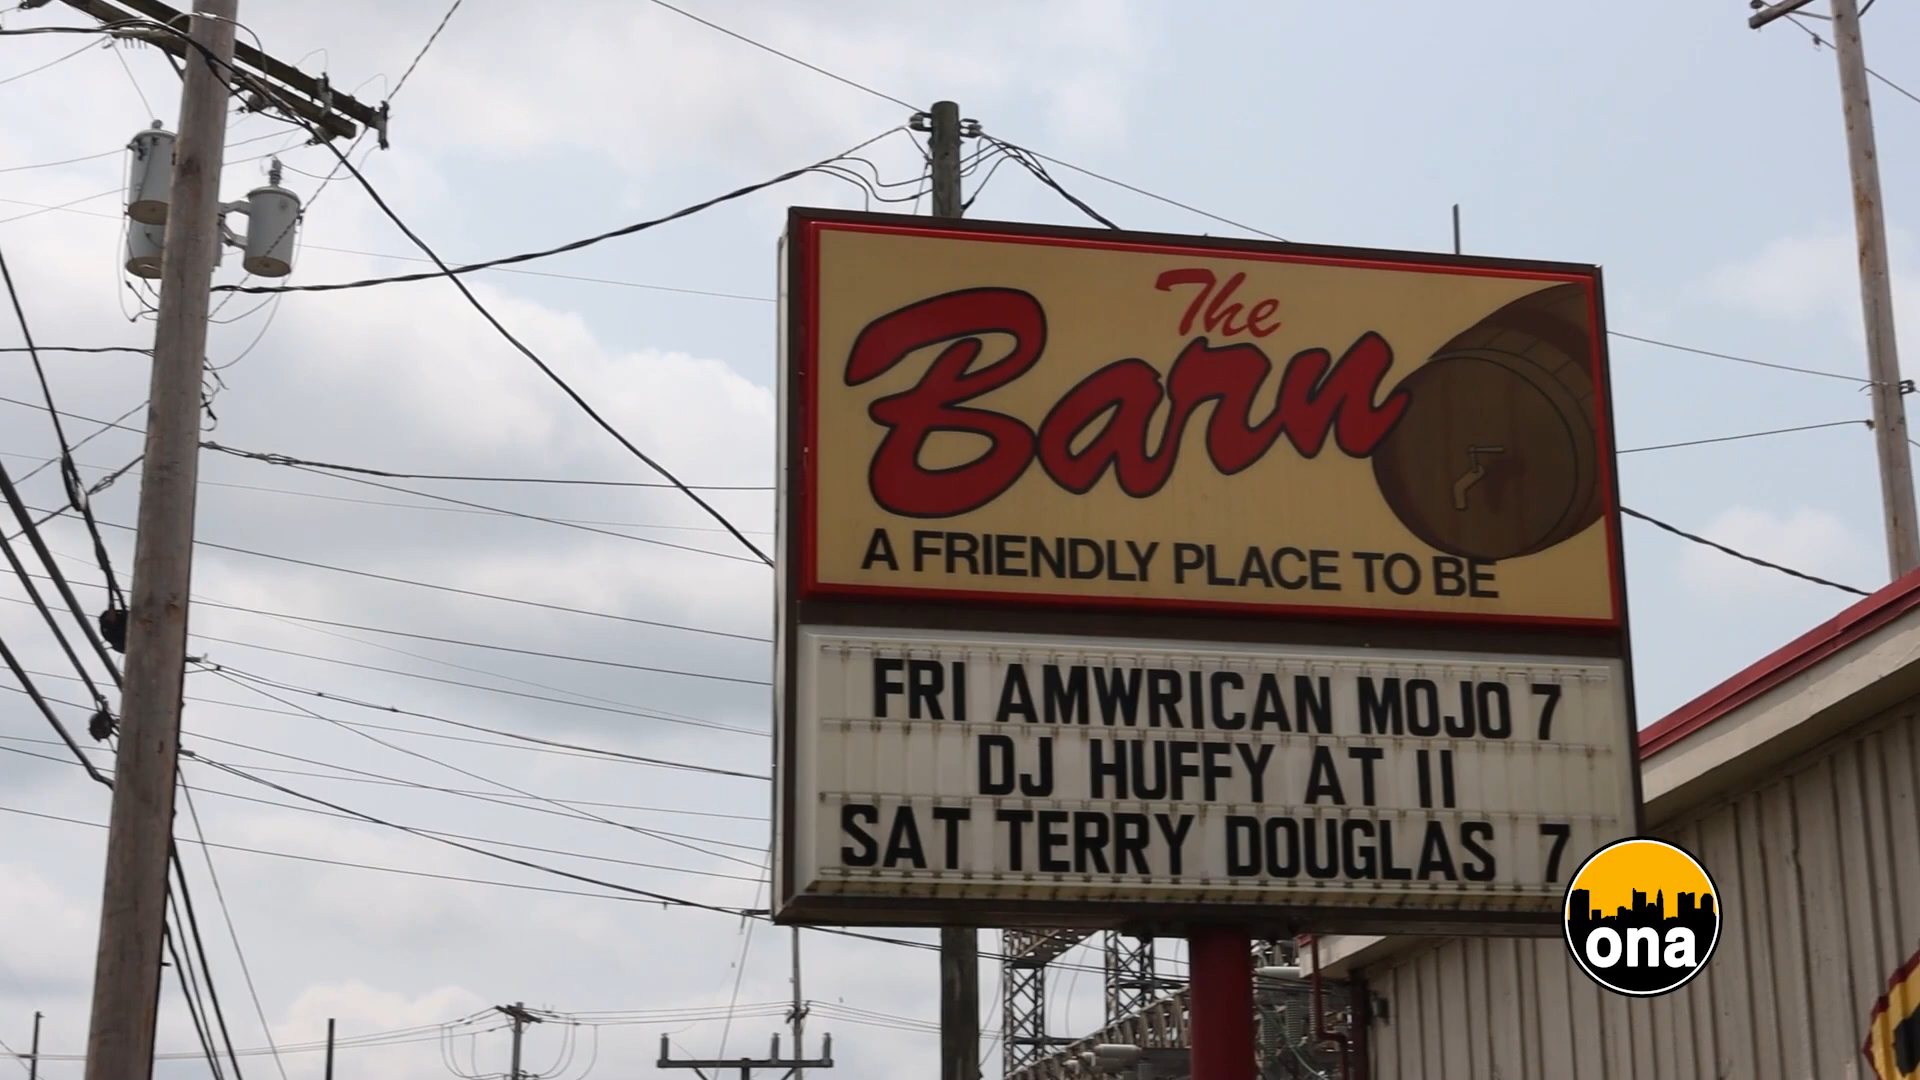 The
Barn
A FRIENDLY PLACE TO BE
FRI AMWRICAN MOJO 7
DJ HUFFY AT 11
SAT TERRY DOUGLAS 7
ona